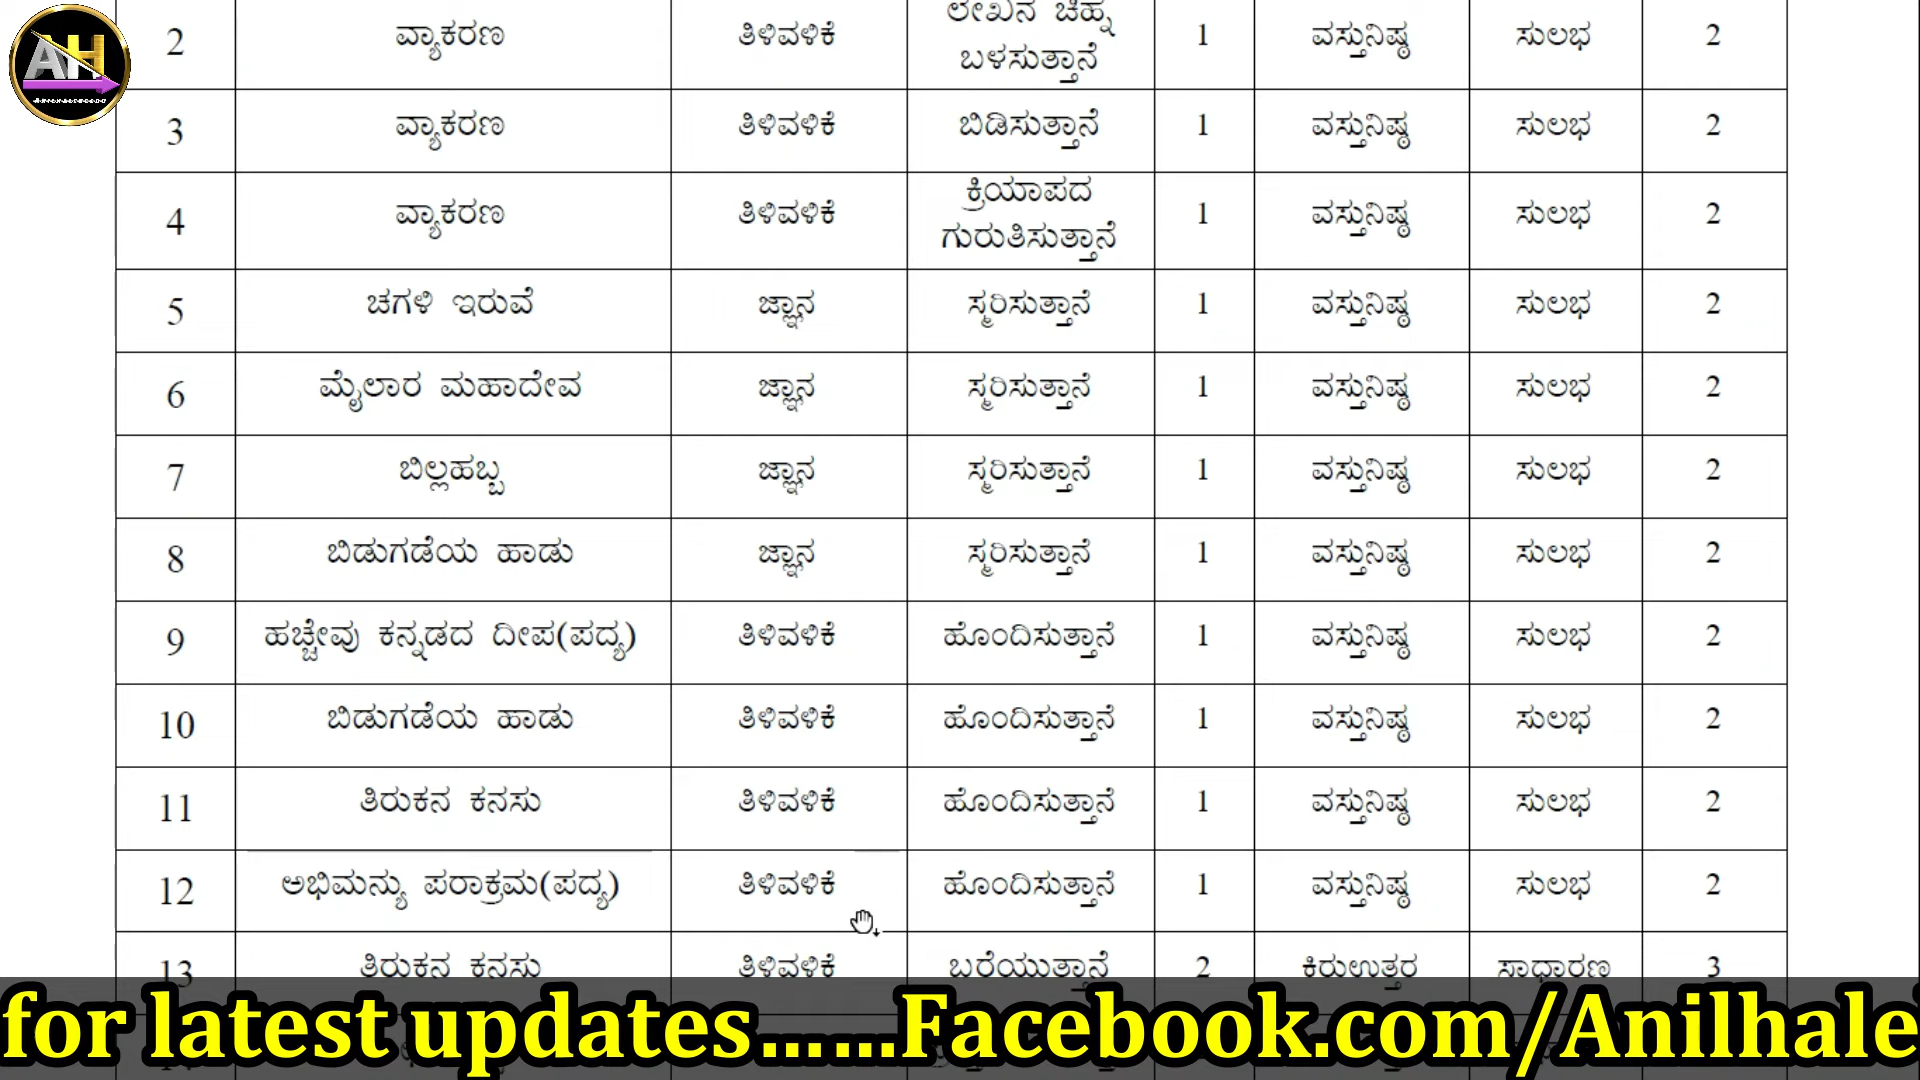 AH
2 ವ್ಯಾಕರಣ ತಿಳಿವಳಿಕೆ ಲೇಖನ ಚಿಹ್ನ 1 ವಸ್ತುನಿಷ್ಠ ಸುಲಭ 2
ಬಳಸುತ್ತಾನೆ
3 ವ್ಯಾಕರಣ ತಿಳಿವಳಿಕೆ ಬಿಡಿಸುತ್ತಾನೆ 1 ವಸ್ತುನಿಷ್ಠ ಸುಲಭ 2
4 ವ್ಯಾಕರಣ ತಿಳಿವಳಿಕೆ ಕ್ರಿಯಾಪದ 1 ವಸ್ತುನಿಷ್ಠ ಸುಲಭ 2
ಗುರುತಿಸುತ್ತಾನೆ
5 ಚಗಳಿ ಇರುವೆ ಜ್ಞಾನ ಸ್ಮರಿಸುತ್ತಾನೆ 1 ವಸ್ತುನಿಷ್ಠ ಸುಲಭ 2
6 ಮೈಲಾರ ಮಹಾದೇವ ಜ್ಞಾನ ಸ್ಮರಿಸುತ್ತಾನೆ 1 ವಸ್ತುನಿಷ್ಠ ಸುಲಭ 2
7 ಬಿಲ್ಲಹಬ್ಬ ಜ್ಞಾನ ಸ್ಮರಿಸುತ್ತಾನೆ 1 ವಸ್ತುನಿಷ್ಠ ಸುಲಭ 2
8 ಬಿಡುಗಡೆಯ ಹಾಡು ಜ್ಞಾನ ಸ್ಮರಿಸುತ್ತಾನೆ 1 ವಸ್ತುನಿಷ್ಠ ಸುಲಭ 2
9 ಹಚ್ಚೇವು ಕನ್ನಡದ ದೀಪ(ಪದ್ಯ) ತಿಳಿವಳಿಕೆ ಹೊಂದಿಸುತ್ತಾನೆ 1 ವಸ್ತುನಿಷ್ಠ ಸುಲಭ 2
10 ಬಿಡುಗಡೆಯ ಹಾಡು ತಿಳಿವಳಿಕೆ ಹೊಂದಿಸುತ್ತಾನೆ 1 ವಸ್ತುನಿಷ್ಠ ಸುಲಭ 2
11 ತಿರುಕನ ಕನಸು ತಿಳಿವಳಿಕೆ ಹೊಂದಿಸುತ್ತಾನೆ 1 ವಸ್ತುನಿಷ್ಠ ಸುಲಭ 2
12 ಅಭಿಮನ್ಯು ಪರಾಕ್ರಮ(ಪದ್ಯ) ತಿಳಿವಳಿಕೆ ಹೊಂದಿಸುತ್ತಾನೆ 1 ವಸ್ತುನಿಷ್ಠ ಸುಲಭ 2
13 ತಿರುಕನ ಕನಸು ತಿಳಿವಳಿಕೆ ಬರೆಯುತ್ತಾನೆ 2 ಕಿರುಉತ್ತರ ಸಾಧಾರಣ 3
for latest updates......Facebook.com/Anilhale